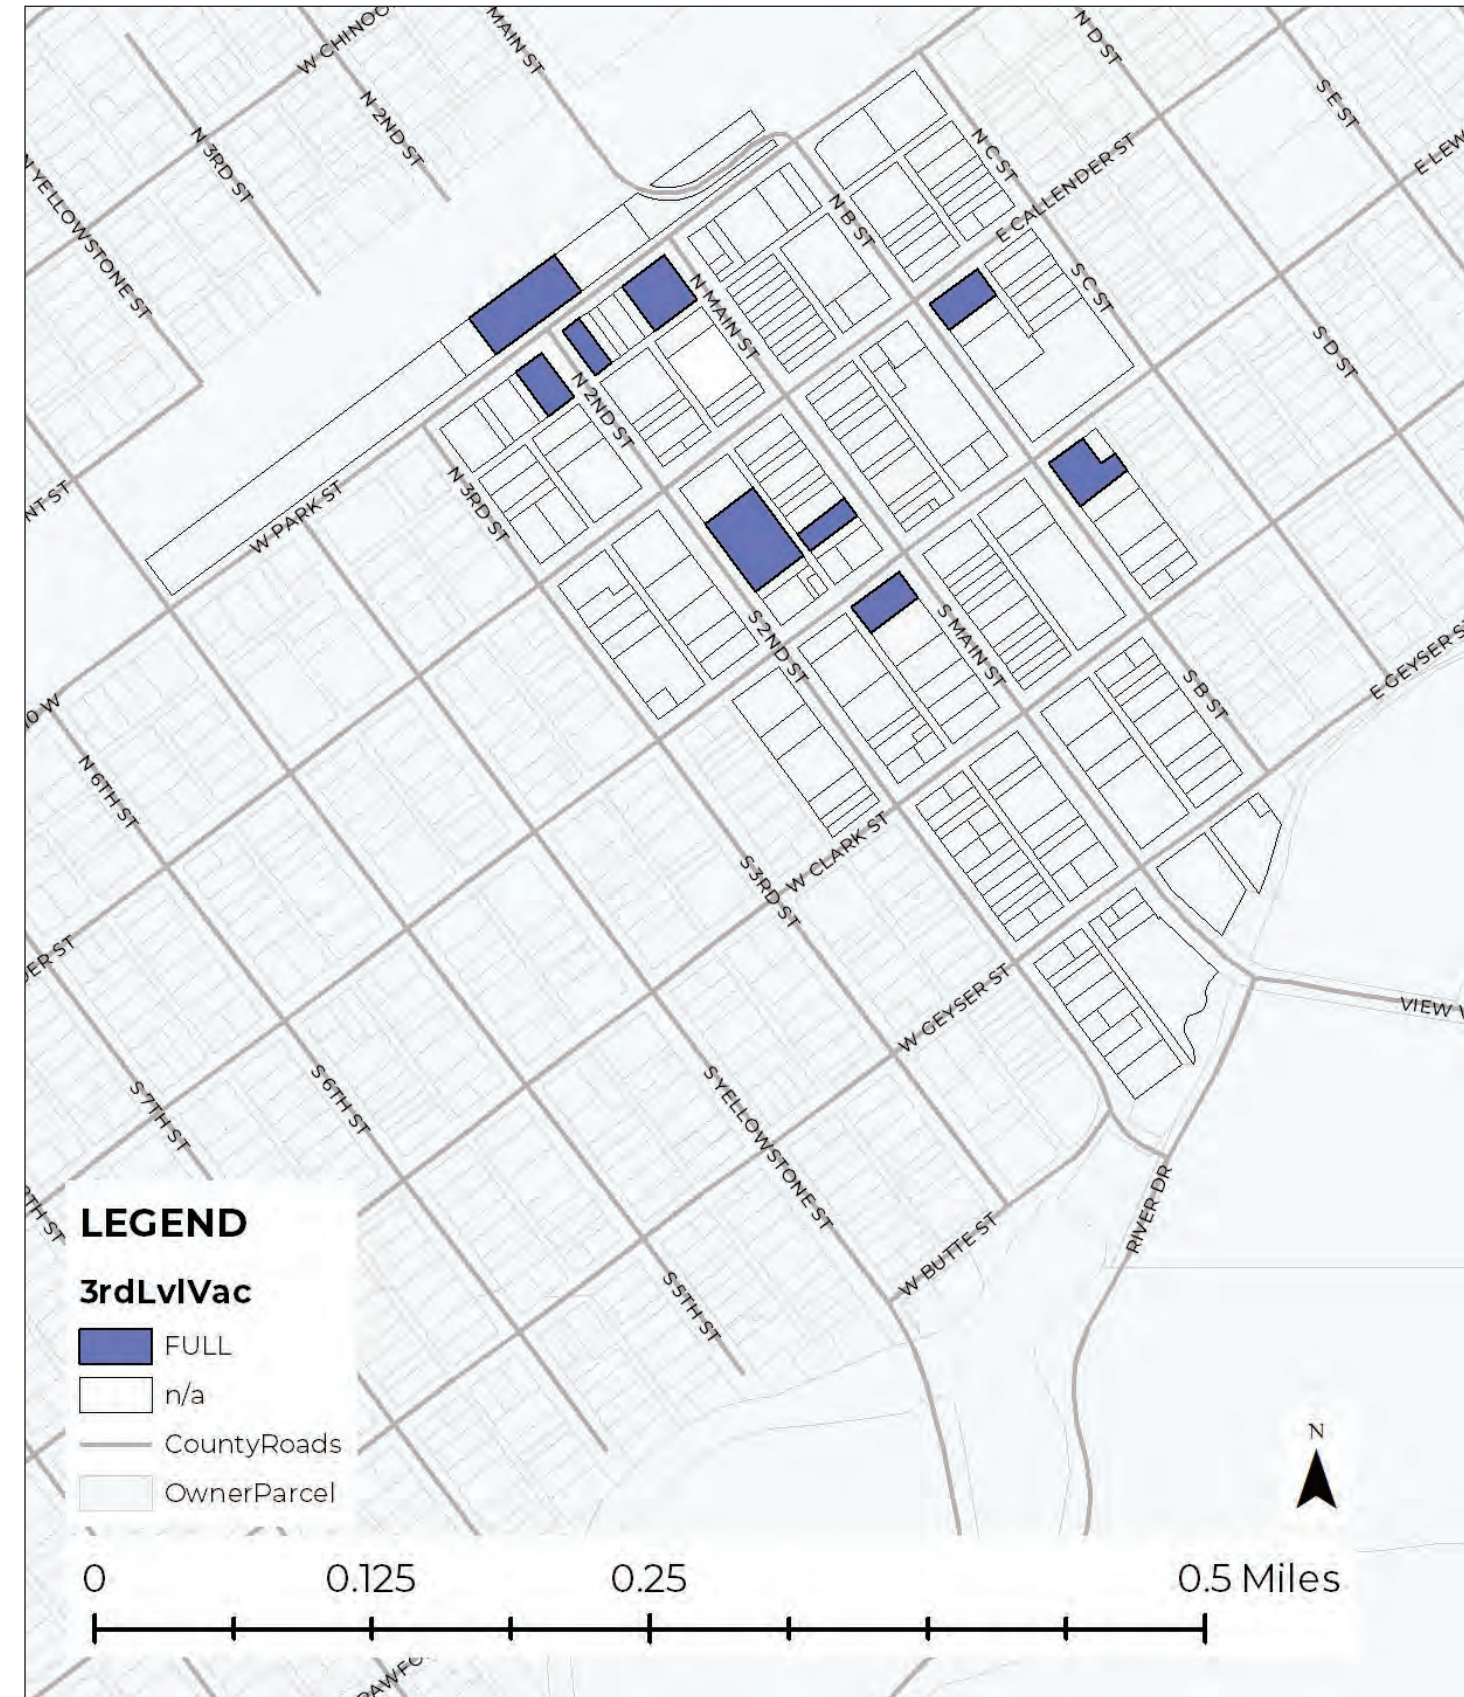 W CHINOO
MAIN ST
N D ST
S E ST
N 2ND ST
N 3RD ST
N C ST
E LEW
E CALLENDER ST
N YELLOWSTONE ST
N B ST
S C ST
N MAIN ST
S D ST
N 2ND ST
N 3RD ST
NT ST
W PARK ST
S 2ND ST
S MAIN ST
E GEYSER S
S B ST
0 W
N 6TH ST
W CLARK ST
S 3RD ST
DER ST
W GEYSER ST
VIEW V
S 7TH ST
S 6TH ST
S YELLOWSTONE ST
RIVER DR
TH ST
W BUTTE ST
S 5TH ST
LEGEND
3rdLvlVac
FULL
n/a
CountyRoads
OwnerParcel
N
0 0.125 0.25 0.5 Miles